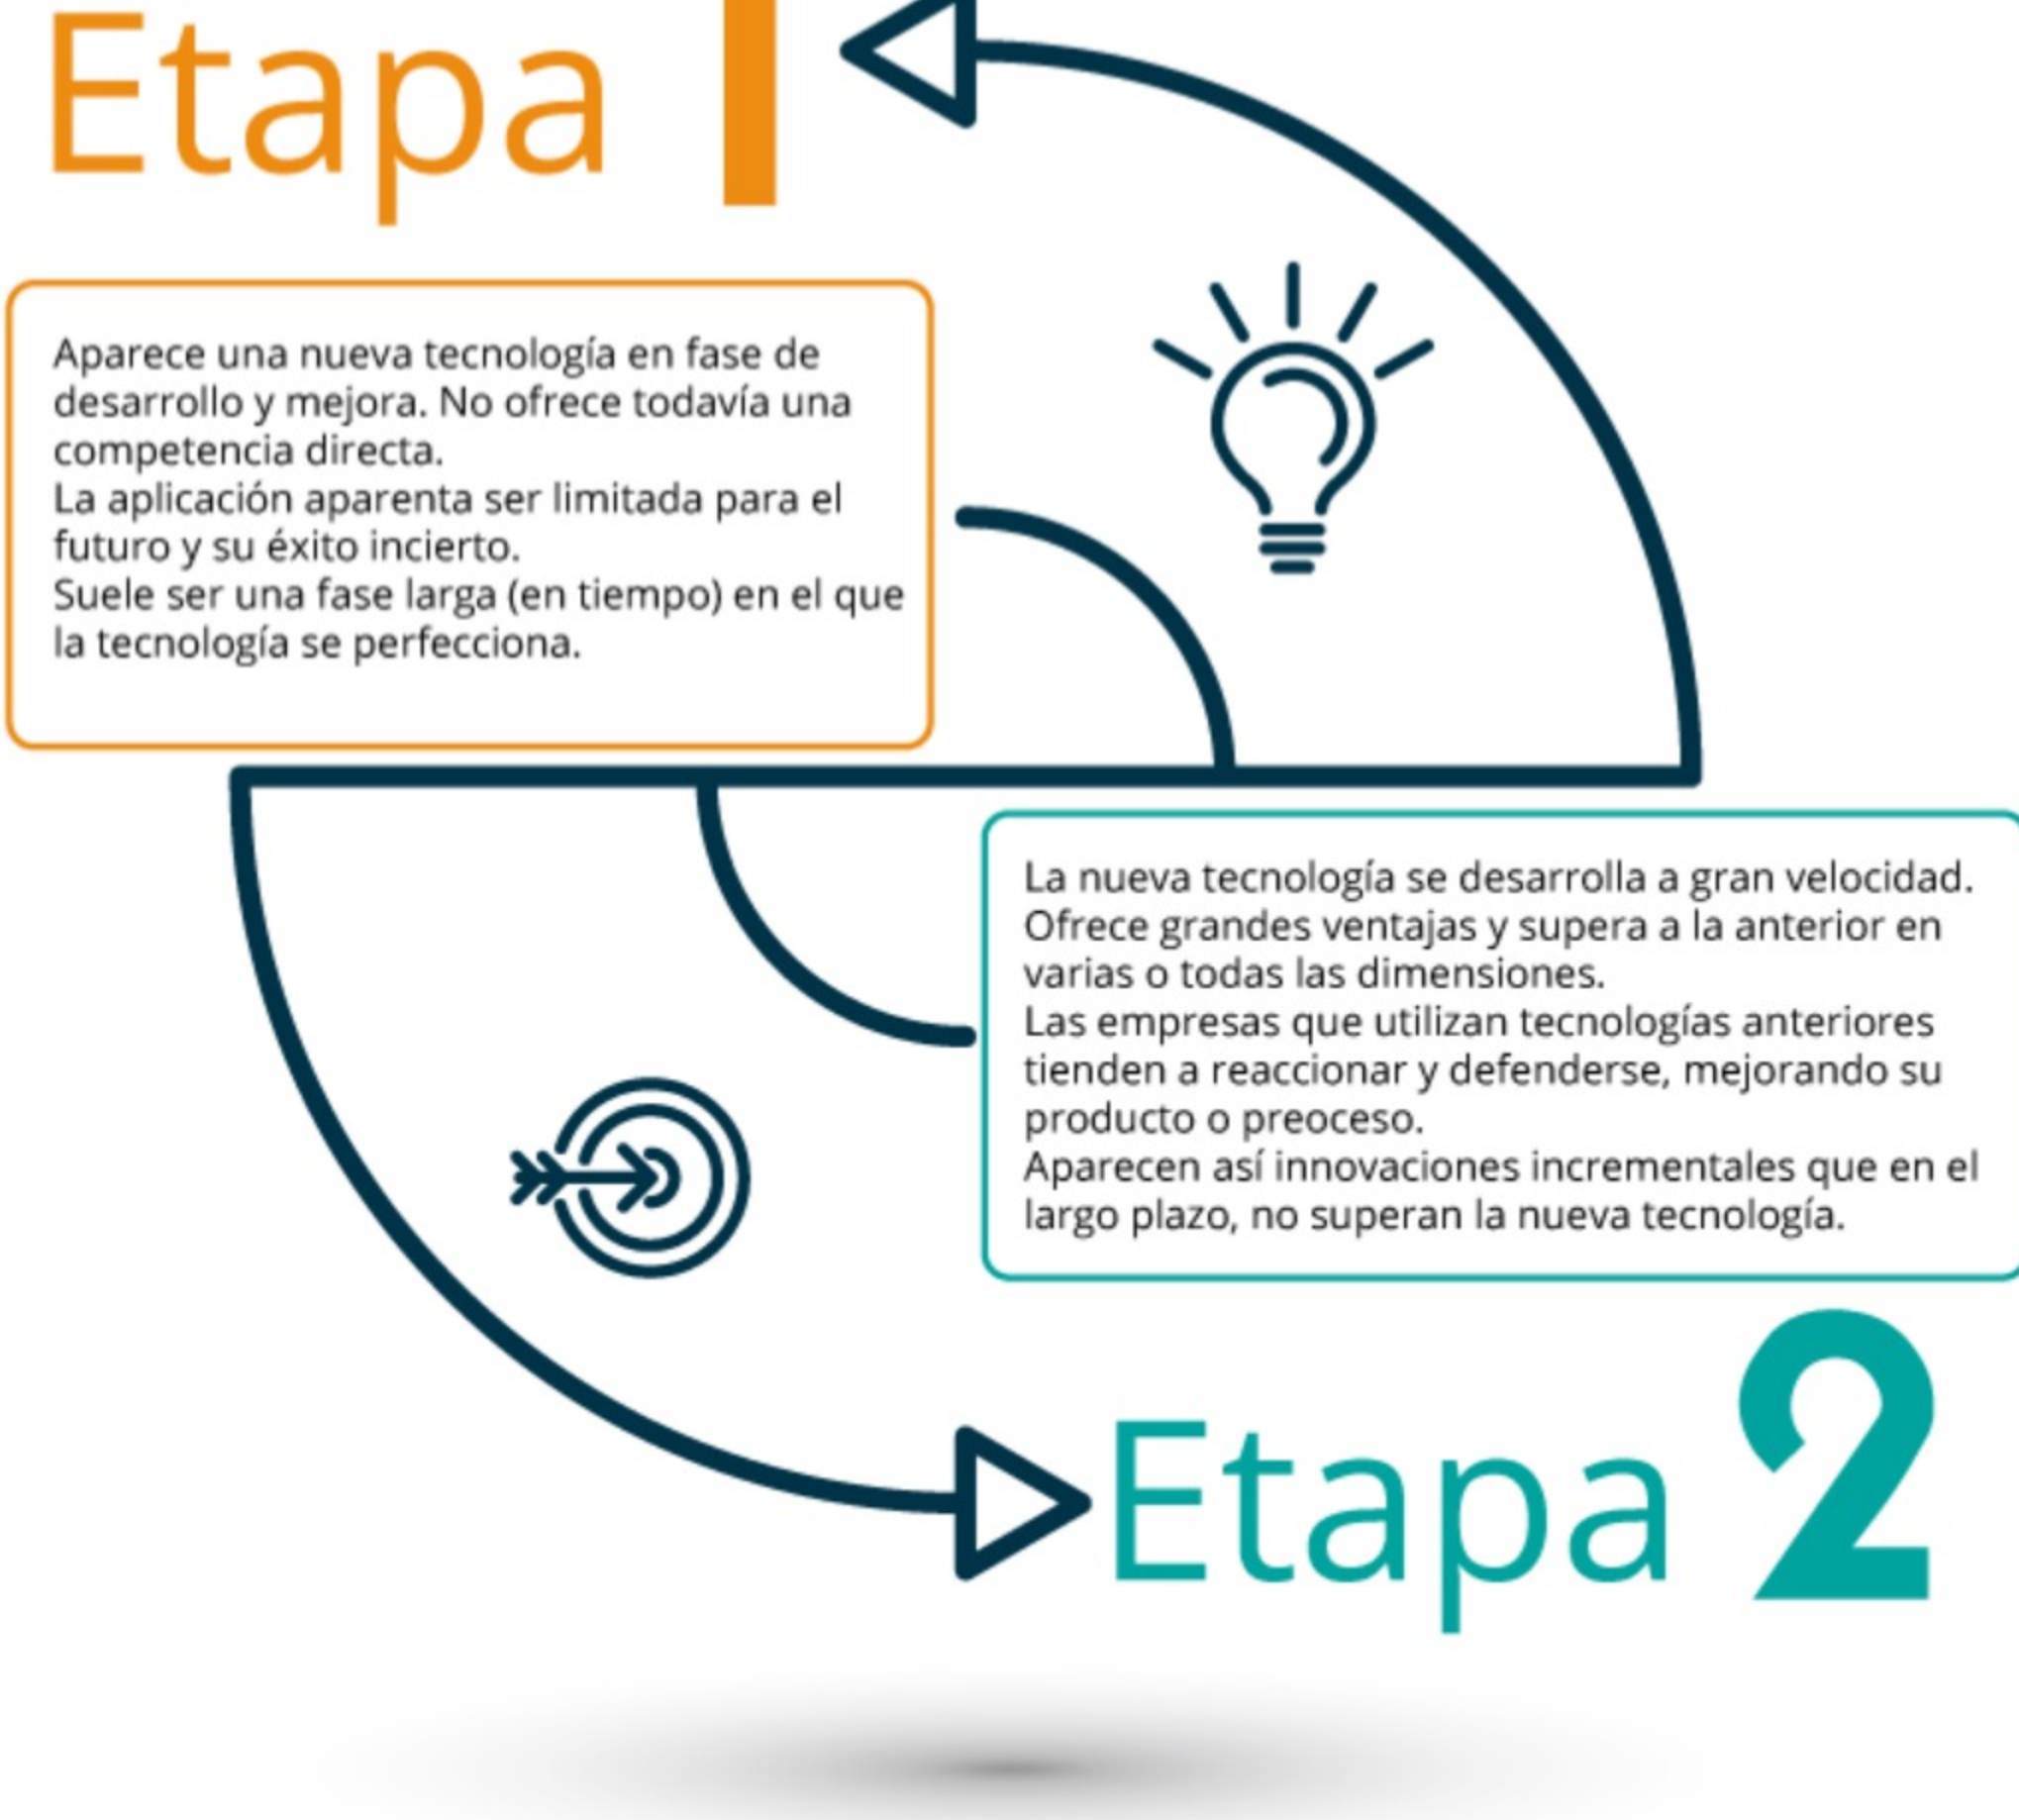 Etapa 1
Aparece una nueva tecnología en fase de
desarrollo y mejora. No ofrece todavía una
competencia directa.
La aplicación aparenta ser limitada para el
futuro y su éxito incierto.
Suele ser una fase larga (en tiempo) en el que
la tecnología se perfecciona.
La nueva tecnología se desarrolla a gran velocidad.
Ofrece grandes ventajas y supera a la anterior en
varias o todas las dimensiones.
Las empresas que utilizan tecnologías anteriores
tienden a reaccionar y defenderse, mejorando su
producto o preoceso.
Aparecen así innovaciones incrementales que en el
largo plazo, no superan la nueva tecnología.
Etapa 2